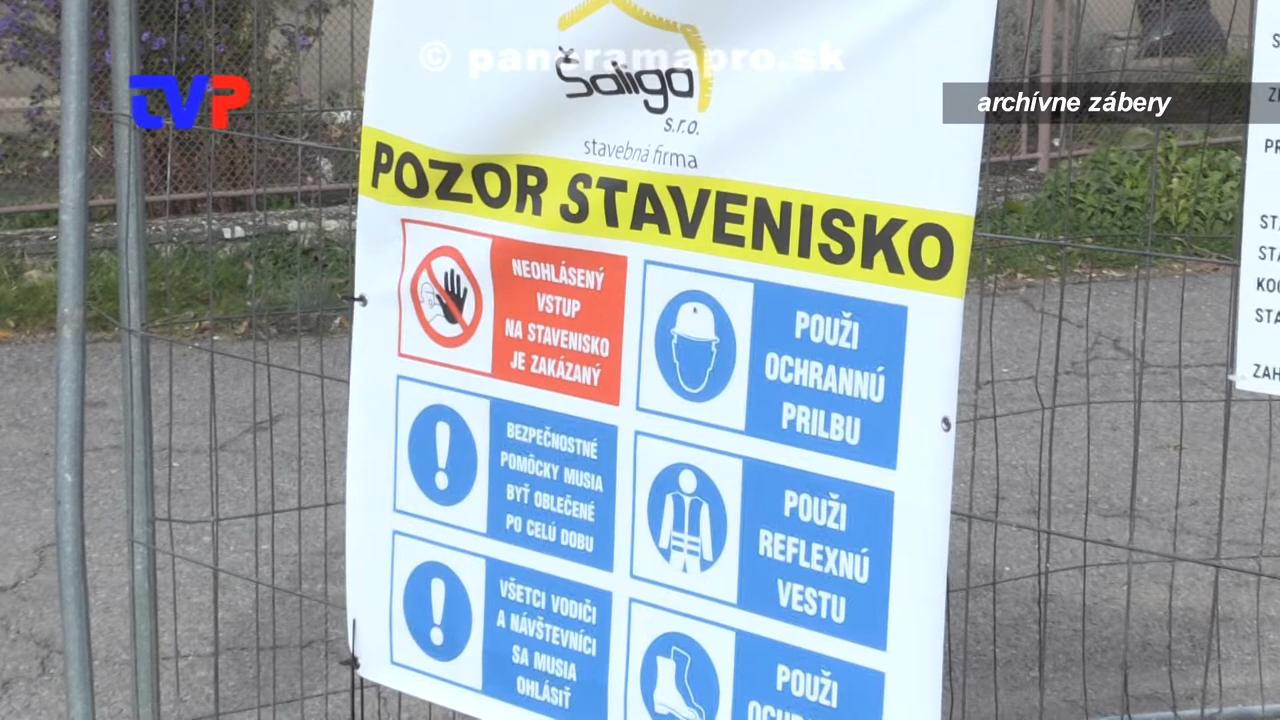 © panoramapro.sk
TVP
archívne zábery
Šaliga
s.r.o.
stavebná firma
POZOR STAVENISKO
NEOHLÁSENÝ
VSTUP
NA STAVENISKO
JE ZAKÁZANÝ
POUŽI
OCHRANNÚ
PRILBU
BEZPEČNOSTNÉ
POMÔCKY MUSIA
BYŤ OBLEČENÉ
PO CELÚ DOBU
POUŽI
REFLEXNÚ
VESTU
VŠETCI VODIČI
A NÁVŠTEVNÍCI
SA MUSIA
OHLÁSIŤ
POUŽI